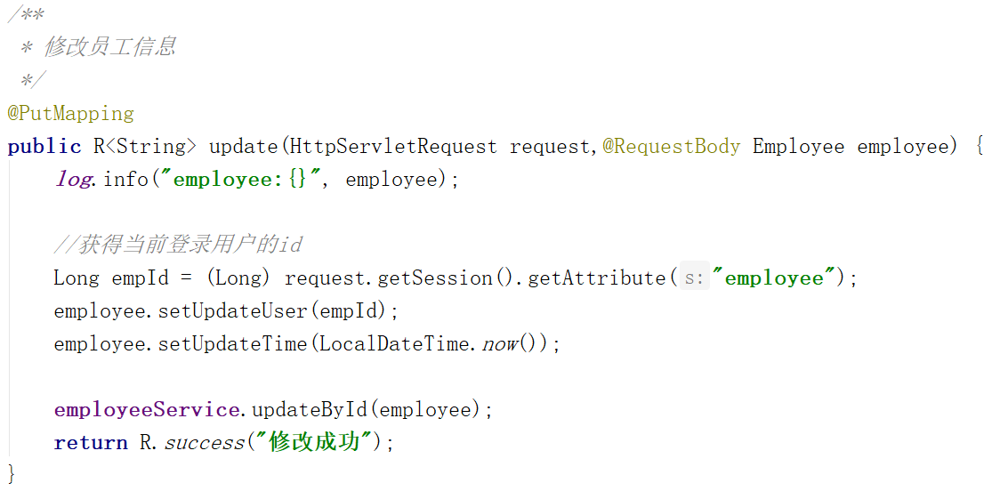 /**
 * 修改员工信息
 */
@PutMapping
public R<String> update(HttpServletRequest request,@RequestBody Employee employee) {
    log.info("employee:{}", employee);
    //获得当前登录用户的id
    Long empId = (Long) request.getSession().getAttribute( s: "employee");
    employee.setUpdateUser(empId);
    employee.setUpdateTime(LocalDateTime.now());
    employeeService.updateById(employee);
    return R.success("修改成功");
}